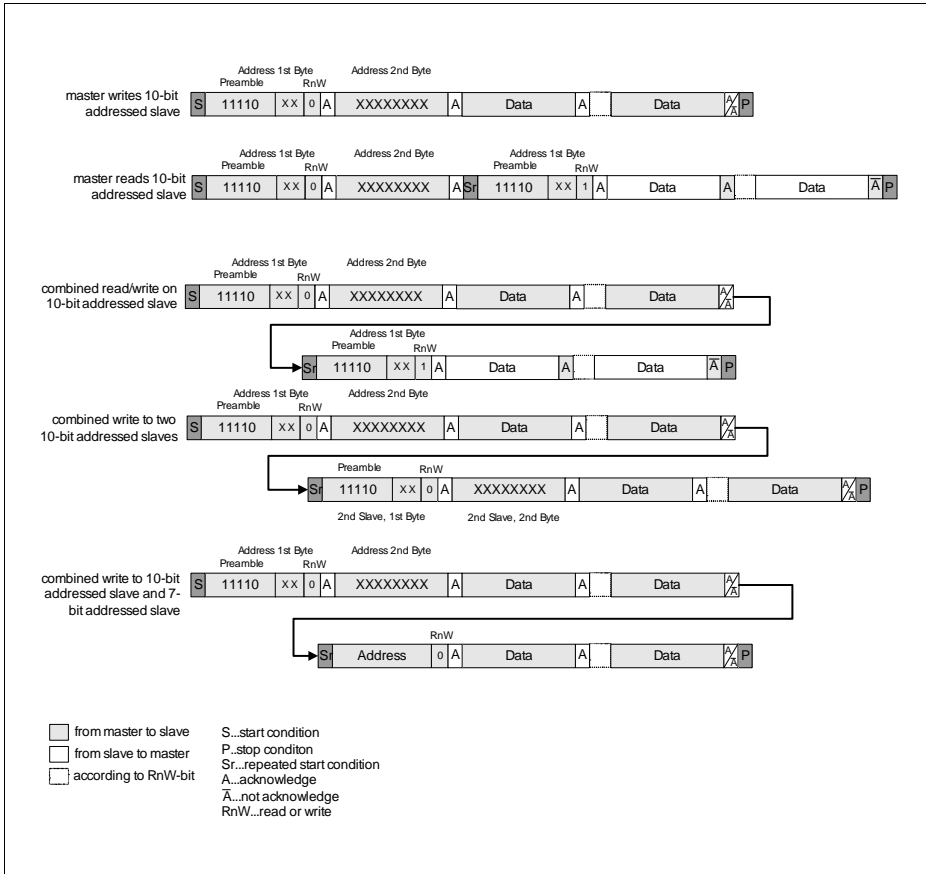 Address 1st Byte Address 2nd Byte
Preamble RnW
master writes 10-bit
addressed slave
S 11110 X X 0 A XXXXXXXX A Data A Data A/A̅ P
Address 1st Byte Address 2nd Byte Address 1st Byte
Preamble RnW Preamble RnW
master reads 10-bit
addressed slave
S 11110 X X 0 A XXXXXXXX A Sr 11110 X X 1 A Data A Data A̅ P
Address 1st Byte Address 2nd Byte
Preamble RnW
combined read/write on
10-bit addressed slave
S 11110 X X 0 A XXXXXXXX A Data A Data A/A̅
Address 1st Byte
Preamble RnW
Sr 11110 X X 1 A Data A Data A̅ P
Address 1st Byte Address 2nd Byte
Preamble RnW
combined write to two
10-bit addressed slaves
S 11110 X X 0 A XXXXXXXX A Data A Data A/A̅
Preamble RnW
Sr 11110 X X 0 A XXXXXXXX A Data A Data A/A̅ P
2nd Slave, 1st Byte 2nd Slave, 2nd Byte
Address 1st Byte Address 2nd Byte
Preamble RnW
combined write to 10-bit
addressed slave and 7-
bit addressed slave
S 11110 X X 0 A XXXXXXXX A Data A Data A/A̅
RnW
Sr Address 0 A Data A Data A/A̅ P
from master to slave
from slave to master
according to RnW-bit
S...start condition
P...stop conditon
Sr...repeated start condition
A...acknowledge
A̅...not acknowledge
RnW...read or write